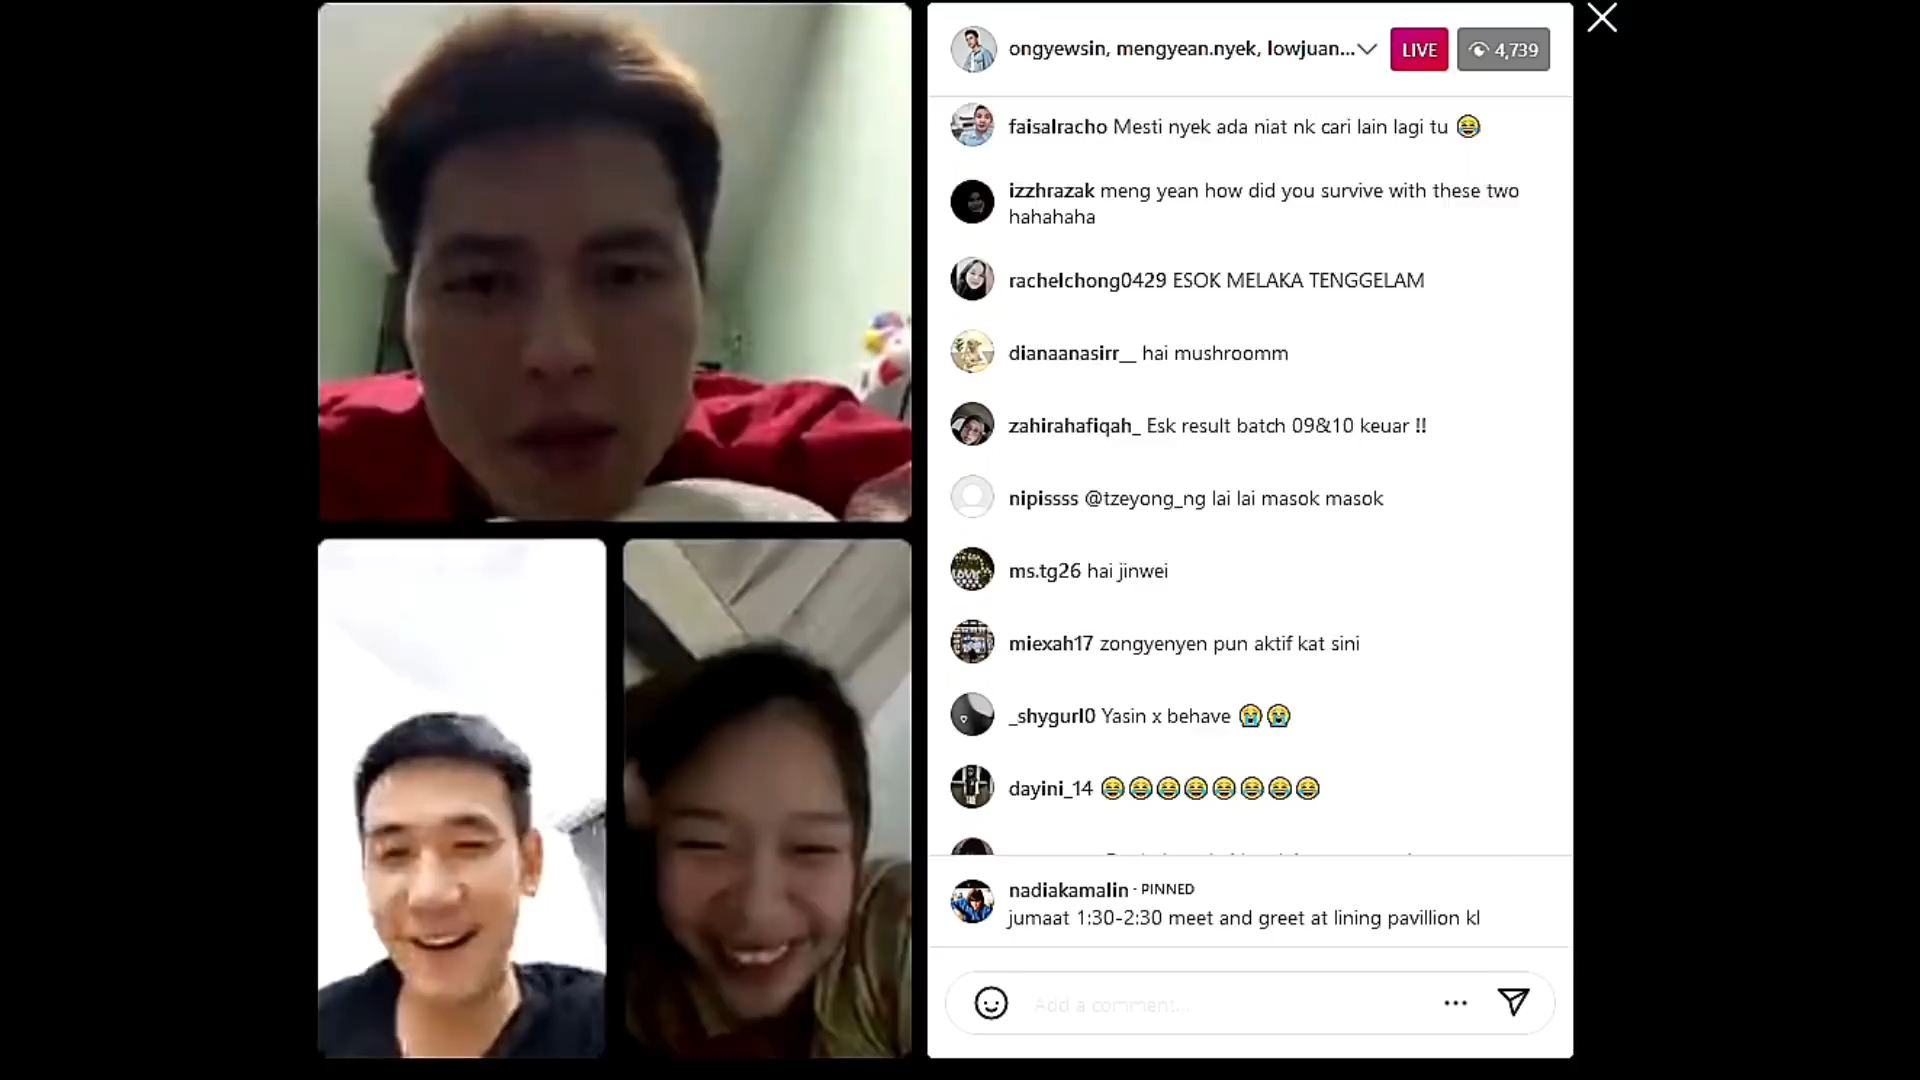 ongyewsin, mengyean.nyek, lowjuan...
LIVE
4,739
faisalracho Mesti nyek ada niat nk cari lain lagi tu 😂
izzhrazak meng yean how did you survive with these two
hahahaha
rachelchong0429 ESOK MELAKA TENGGELAM
dianaanasirr__ hai mushroomm
zahirahafiqah_ Esk result batch 09&10 keuar !!
nipissss @tzeyong_ng lai lai masok masok
ms.tg26 hai jinwei
miexah17 zongyenyen pun aktif kat sini
_shygurl0 Yasin x behave 😭😭
dayini_14 😂😂😂😂😂😂😂😂
nadiakamalin - PINNED
jumaat 1:30-2:30 meet and greet at lining pavillion kl
Add a comment...